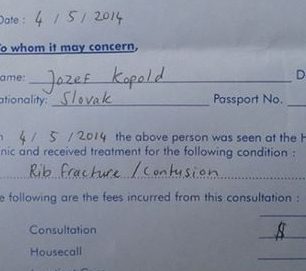 Date : 4 / 5 / 2014
To whom it may concern,
ame: Jozef Kopold D
ationality: Slovak Passport No.
n 4 / 5 / 2014 the above person was seen at the H
nic and received treatment for the following condition :
Rib fracture / Contusion
e following are the fees incurred from this consultation :
Consultation $
Housecall